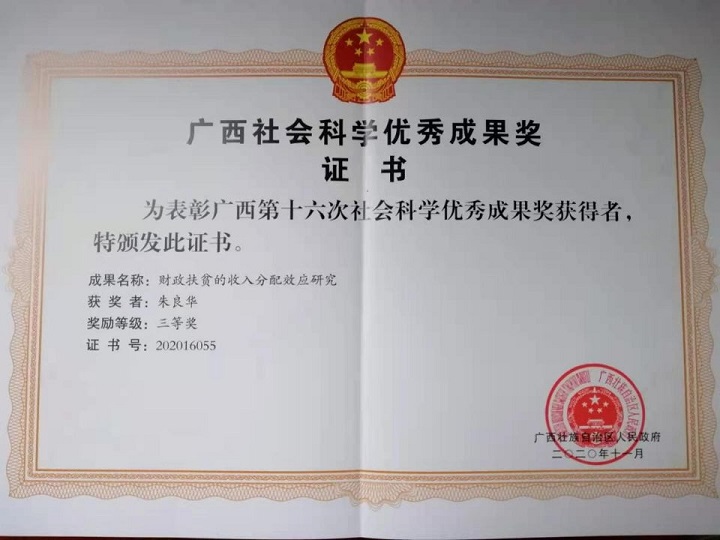 广西社会科学优秀成果奖
证 书
为表彰广西第十六次社会科学优秀成果奖获得者，
特颁发此证书。
成果名称：财政扶贫的收入分配效应研究
获 奖 者：朱良华
奖励等级：三等奖
证 书 号：202016055
广西壮族自治区人民政府
二〇二〇年十一月